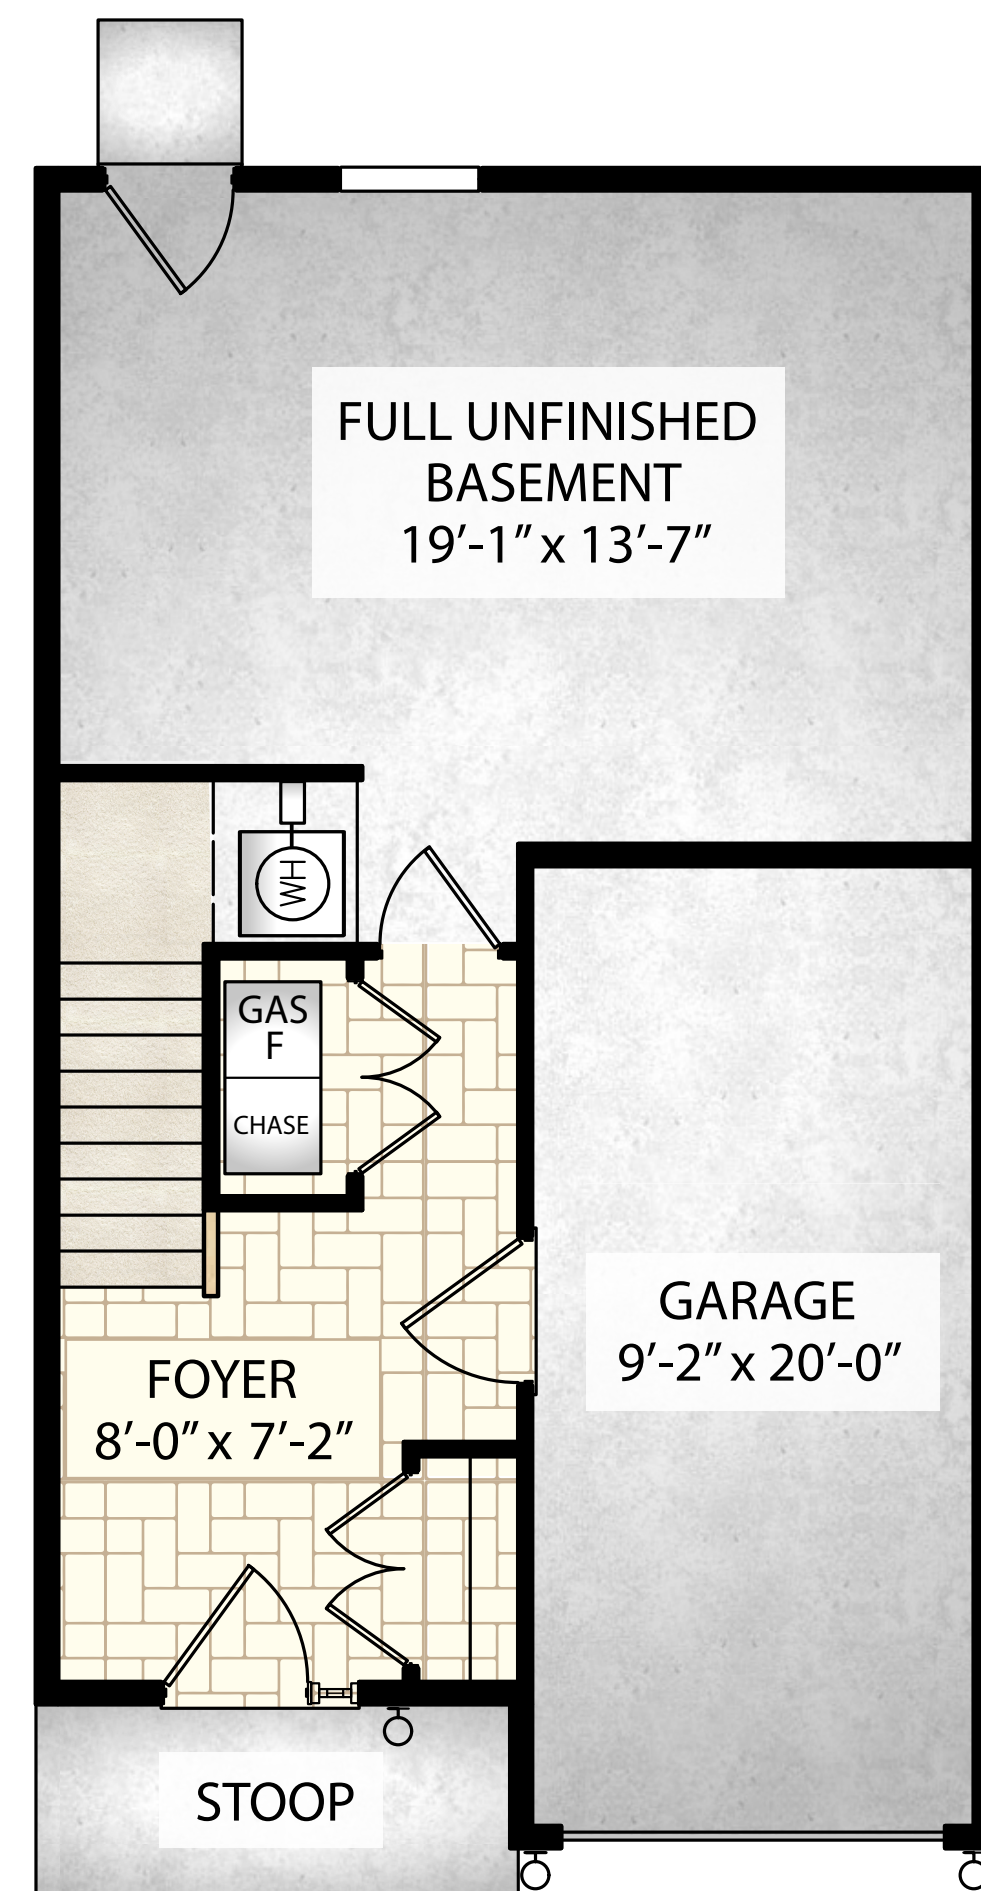 FULL UNFINISHED
BASEMENT
19’-1” x 13’-7”
WH
GAS
F
CHASE
GARAGE
9’-2” x 20’-0”
FOYER
8’-0” x 7’-2”
STOOP